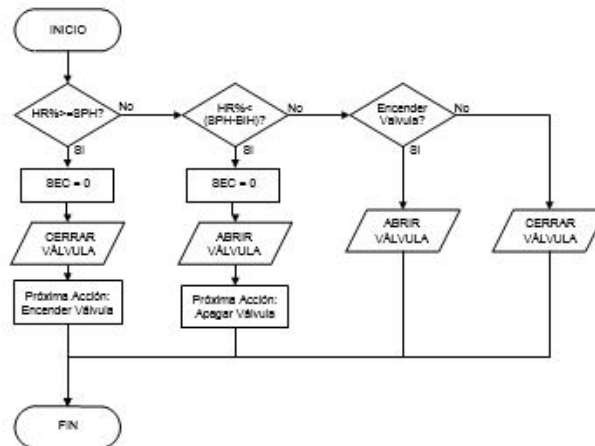 INICIO
HR%>=SPH?
No
HR%<
(SPH-BIH)?
No
Encender
Valvula?
No
SI
SI
SI
SEC = 0
SEC = 0
CERRAR
VÁLVULA
ABRIR
VÁLVULA
ABRIR
VÁLVULA
CERRAR
VÁLVULA
Próxima Acción:
Encender Válvula
Próxima Acción:
Apagar Válvula
FIN